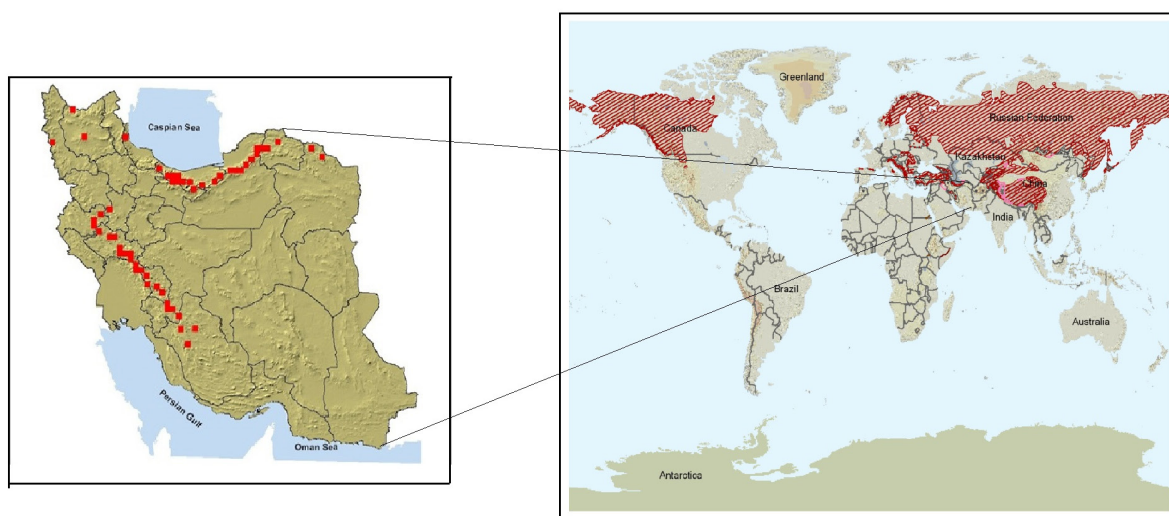 Caspian Sea
Persian Gulf
Oman Sea
Greenland
Canada
Russian Federation
Kazakhstan
China
India
Brazil
Australia
Antarctica